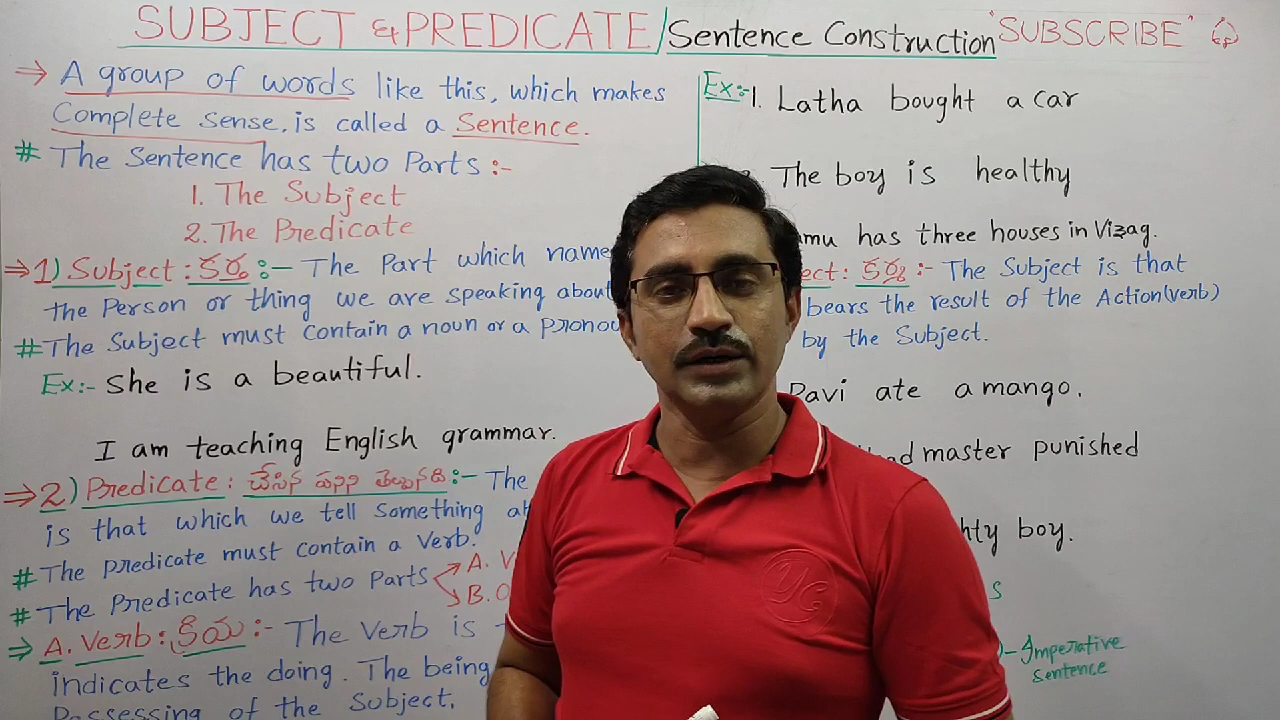 SUBJECT & PREDICATE/Sentence Construction "SUBSCRIBE"
⇒ A group of words like this, which makes
Complete sense, is called a Sentence.
# The Sentence has two Parts :-
1. The Subject
2. The Predicate
⇒ 1) Subject : కర్త :- The Part which name
the Person or thing we are speaking about
# The Subject must contain a noun or a
Ex:- She is a beautiful.
I am teaching English grammar.
⇒ 2) Predicate : చేసిన పనిని తెలుపునది :- The
is that which we tell something
# The predicate must contain a Verb.
# The Predicate has two Parts
A.
B.
⇒ A. Verb : క్రియ :- The Verb is
indicates the doing. The being
Possessing of the Subject.
Ex:- 1. Latha bought a car
The boy is healthy
has three houses in Vizag.
కర్మ :- The Subject is that
bears the result of the Action(verb)
by the Subject.
ate a mango.
master punished
boy.
S
- Imperative
Sentence
YG